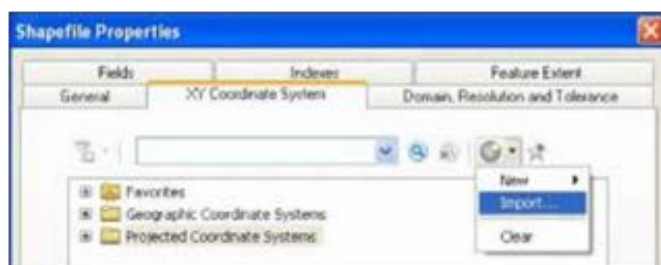 Shapefile Properties
Fields Indexes Feature Extent
General XY Coordinate System Domain, Resolution and Tolerance
New
Import...
Clear
Favorites
Geographic Coordinate Systems
Projected Coordinate Systems